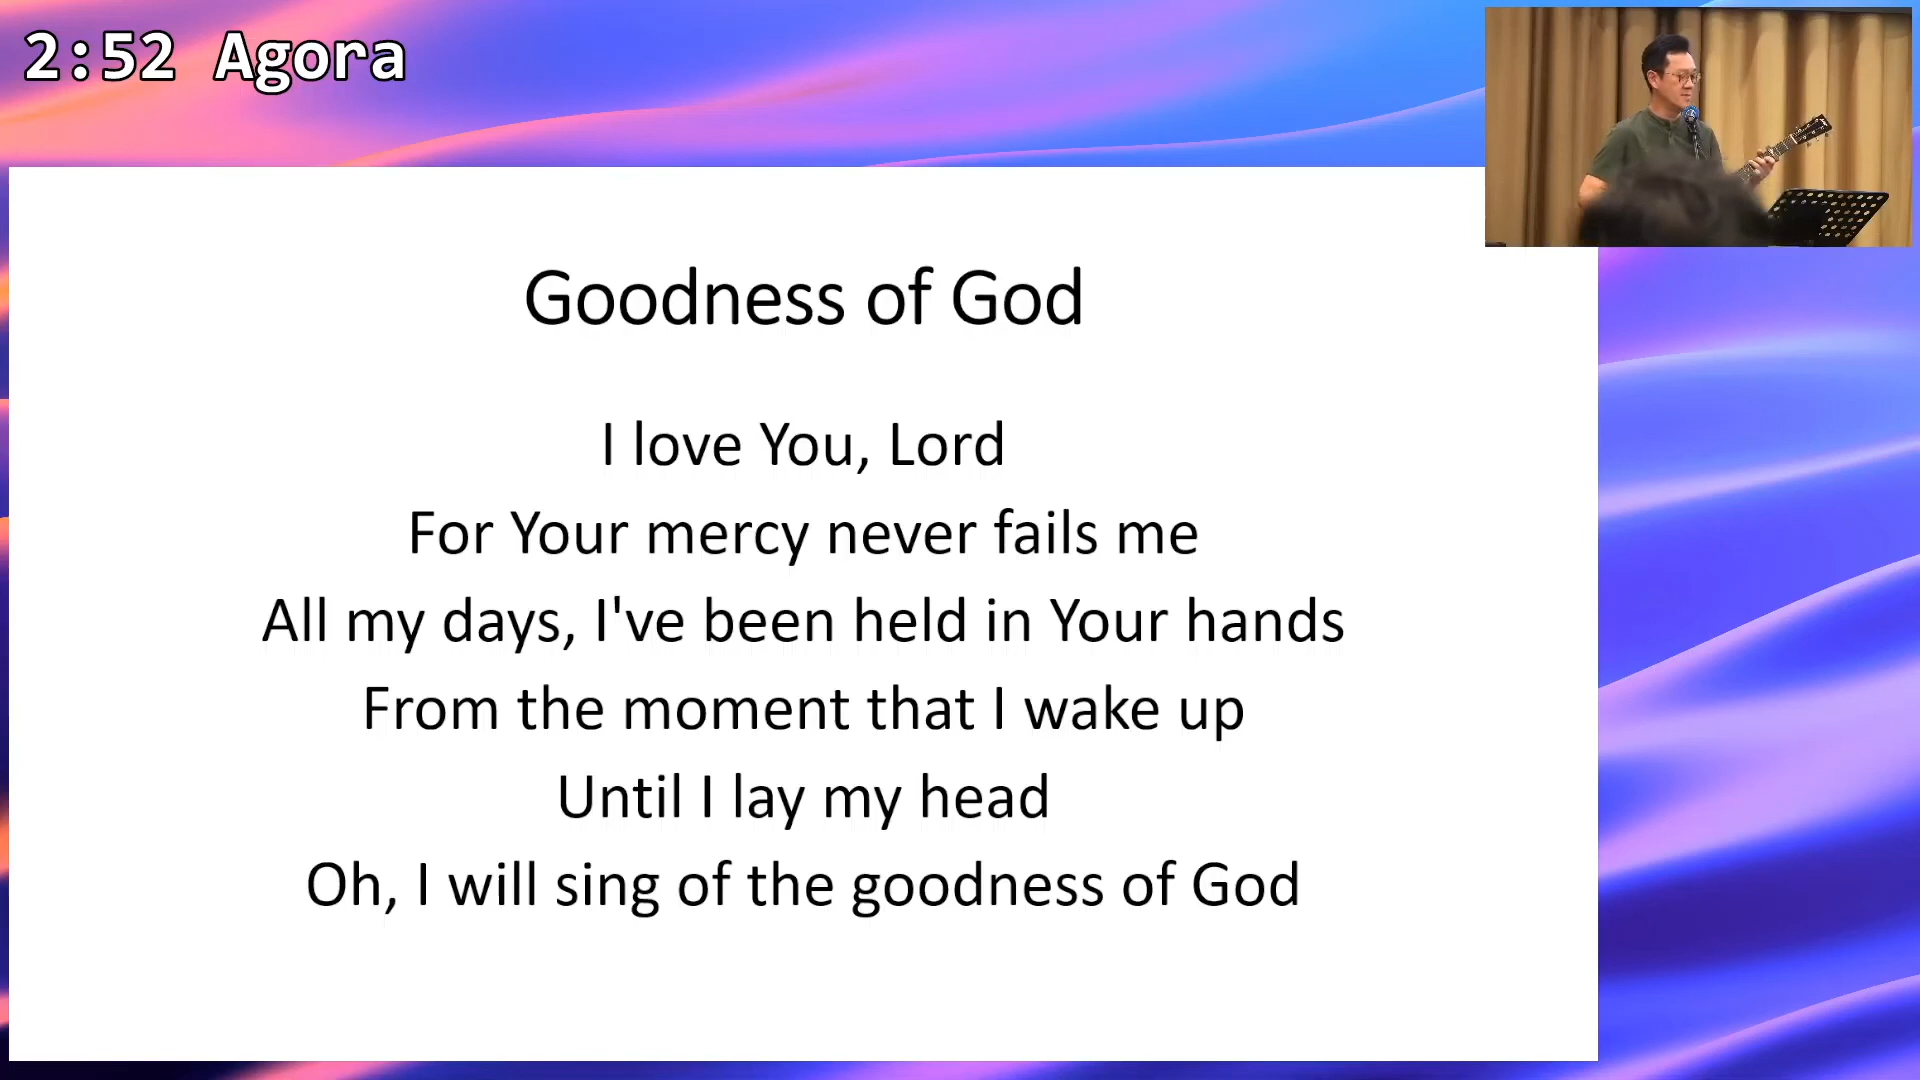 2:52 Agora
Goodness of God
I love You, Lord
For Your mercy never fails me
All my days, I've been held in Your hands
From the moment that I wake up
Until I lay my head
Oh, I will sing of the goodness of God